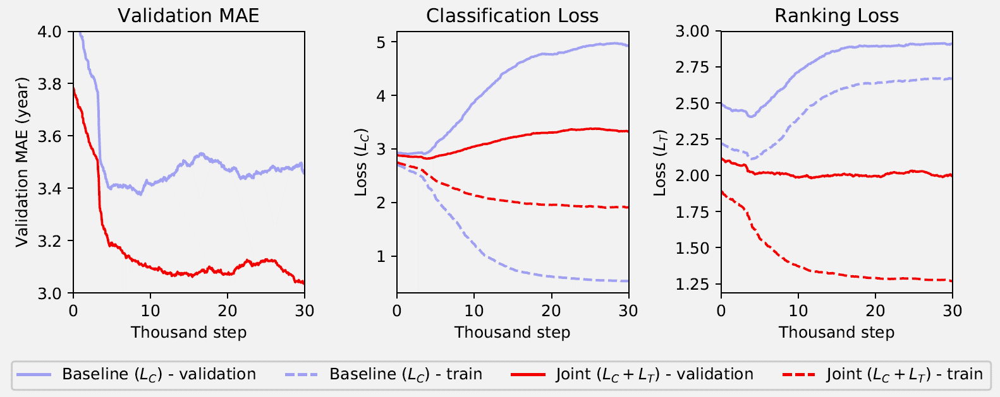 Validation MAE
Validation MAE (year)
4.0
3.8
3.6
3.4
3.2
3.0
0 10 20 30
Thousand step
Classification Loss
Loss (L_C)
5
4
3
2
1
0 10 20 30
Thousand step
Ranking Loss
Loss (L_T)
3.00
2.75
2.50
2.25
2.00
1.75
1.50
1.25
0 10 20 30
Thousand step
Baseline (L_C) - validation Baseline (L_C) - train Joint (L_C + L_T) - validation Joint (L_C + L_T) - train